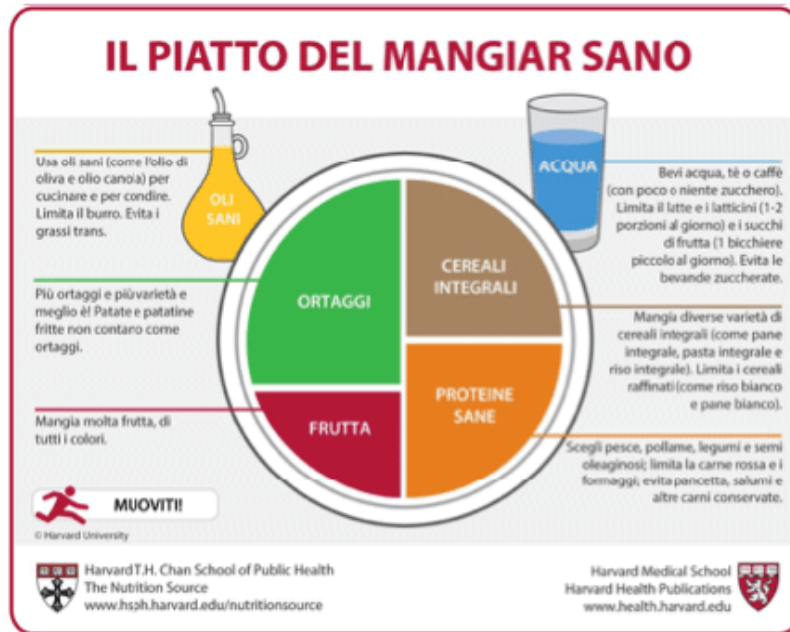 IL PIATTO DEL MANGIAR SANO
Usa oli sani (come l'olio di
oliva e olio canola) per
cucinare e per condire.
Limita il burro. Evita i
grassi trans.
OLI
SANI
ACQUA
Bevi acqua, tè o caffè
(con poco o niente zucchero).
Limita il latte e i latticini (1-2
porzioni al giorno) e i succhi
di frutta (1 bicchiere
piccolo al giorno). Evita le
bevande zuccherate.
Più ortaggi e più varietà e
meglio è! Patate e patatine
fritte non contano come
ortaggi.
ORTAGGI
CEREALI
INTEGRALI
Mangia diverse varietà di
cereali integrali (come pane
integrale, pasta integrale e
riso integrale). Limita i cereali
raffinati (come riso bianco
e pane bianco).
Mangia molta frutta, di
tutti i colori.
FRUTTA
PROTEINE
SANE
Scegli pesce, pollame, legumi e semi
oleaginosi; limita la carne rossa e i
formaggi; evita pancetta, salumi e
altre carni conservate.
MUOVITI!
© Harvard University
Harvard T.H. Chan School of Public Health
The Nutrition Source
www.hsph.harvard.edu/nutritionsource
Harvard Medical School
Harvard Health Publications
www.health.harvard.edu